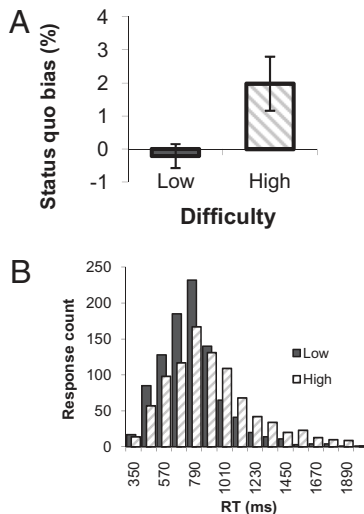 A
Status quo bias (%)
4
3
2
1
0
-1
Low
High
Difficulty
B
Response count
250
200
150
100
50
0
Low
High
350
570
790
1010
1230
1450
1670
1890
RT (ms)